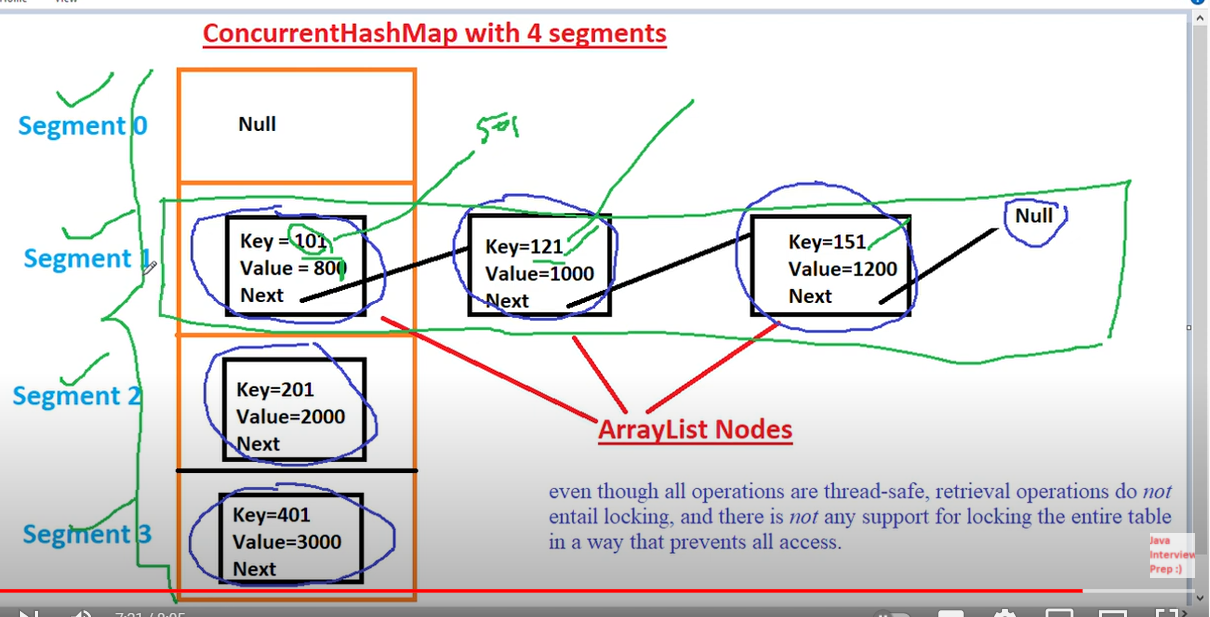 View
ConcurrentHashMap with 4 segments
Segment 0
Null
501
Segment 1
Key = 101
Value = 800
Next
Key=121
Value=1000
Next
Key=151
Value=1200
Next
Null
Segment 2
Key=201
Value=2000
Next
ArrayList Nodes
Segment 3
Key=401
Value=3000
Next
even though all operations are thread-safe, retrieval operations do not
entail locking, and there is not any support for locking the entire table
in a way that prevents all access.
Java
Interview
Prep :)